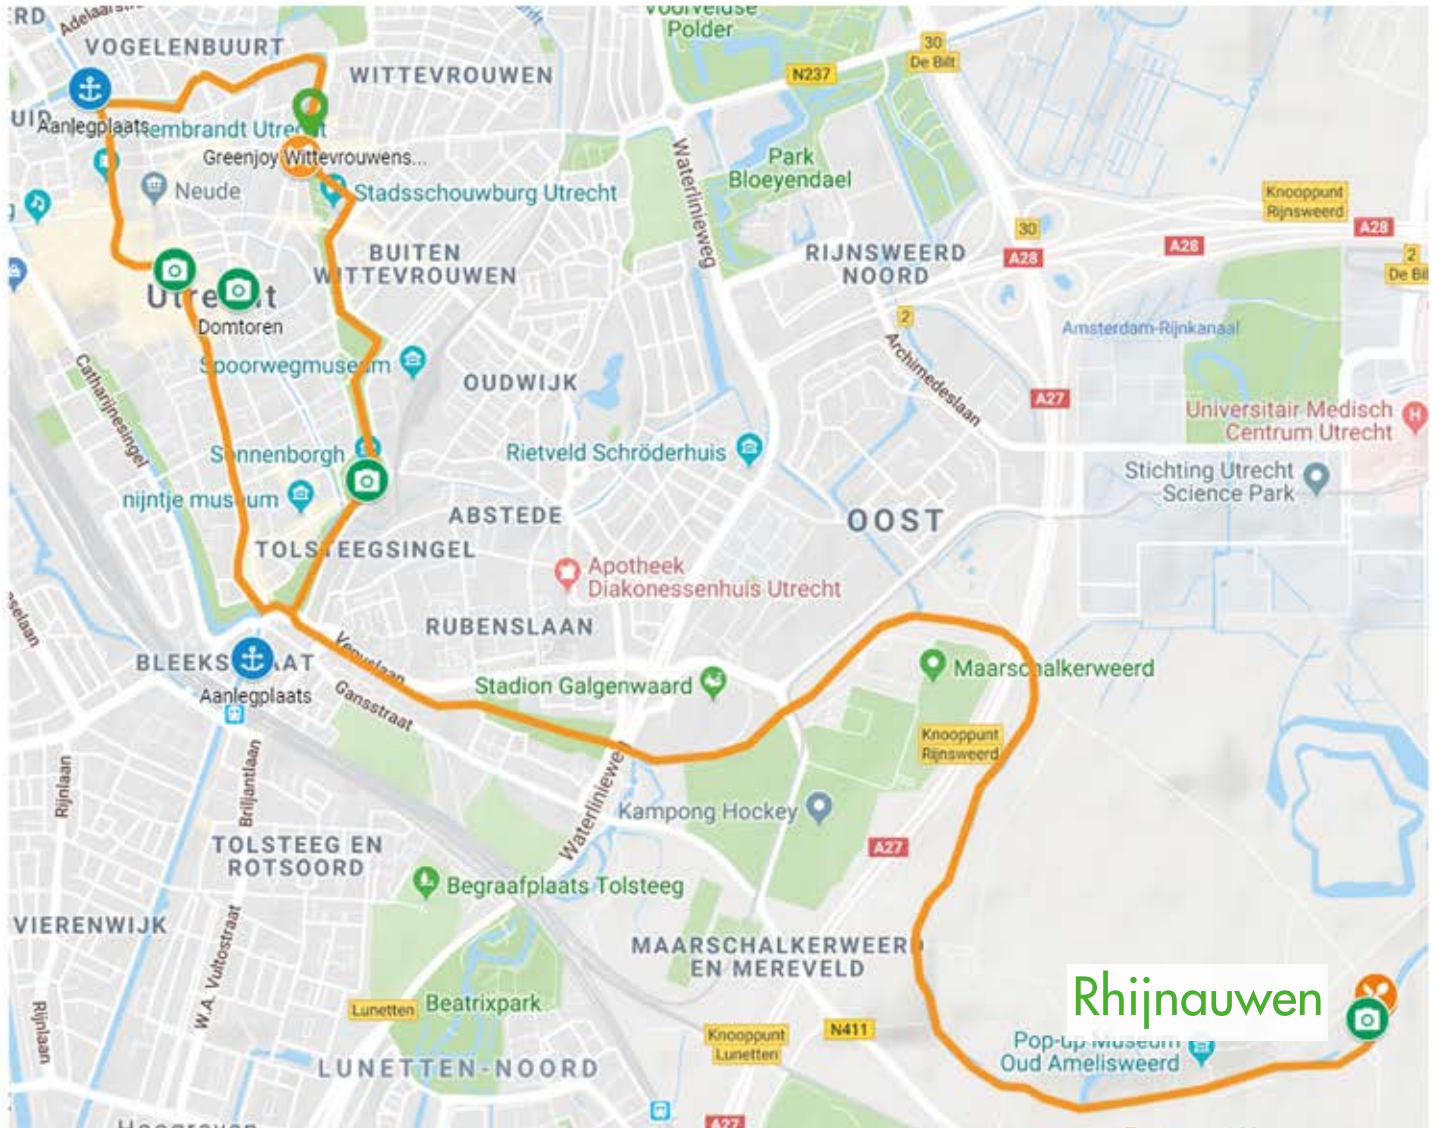 VOGELENBUURT
WITTEVROUWEN
Polder
30
De Bilt
N237
Aanlegplaats
Rembrandt Utrecht
Greenjoy Wittevrouwens...
Neude
Stadsschouwburg Utrecht
Park
Bloeyendael
Waterlinieweg
Knooppunt
Rijnsweerd
A28
30
A28
A28
2
BUITEN
WITTEVROUWEN
RIJNSWEERD
NOORD
Utrecht
Domtoren
2
Amsterdam-Rijnkanaal
Archimedeslaan
Catharijnesingel
Spoorwegmuseum
OUDWIJK
A27
Universitair Medisch
Centrum Utrecht
H
Sonnenborgh
Rietveld Schröderhuis
Stichting Utrecht
Science Park
nijntje museum
ABSTEDE
OOST
TOLSTEEGSINGEL
Apotheek
Diakonessenhuis Utrecht
RUBENSLAAN
Venuslaan
Gansstraat
Aanlegplaats
Stadion Galgenwaard
Maarschalkerweerd
Knooppunt
Rijnsweerd
Rijnlaan
Briljantlaan
Waterlinieweg
Kampong Hockey
A27
TOLSTEEG EN
ROTSOORD
Begraafplaats Tolsteeg
VIERENWIJK
W.A. Vultostraat
MAARSCHALKERWEERD
EN MEREVELD
Rhijnauwen
Rijnlaan
Lunetten
Beatrixpark
Knooppunt
Lunetten
N411
Pop-up Museum
Oud Amelisweerd
LUNETTEN-NOORD
A27